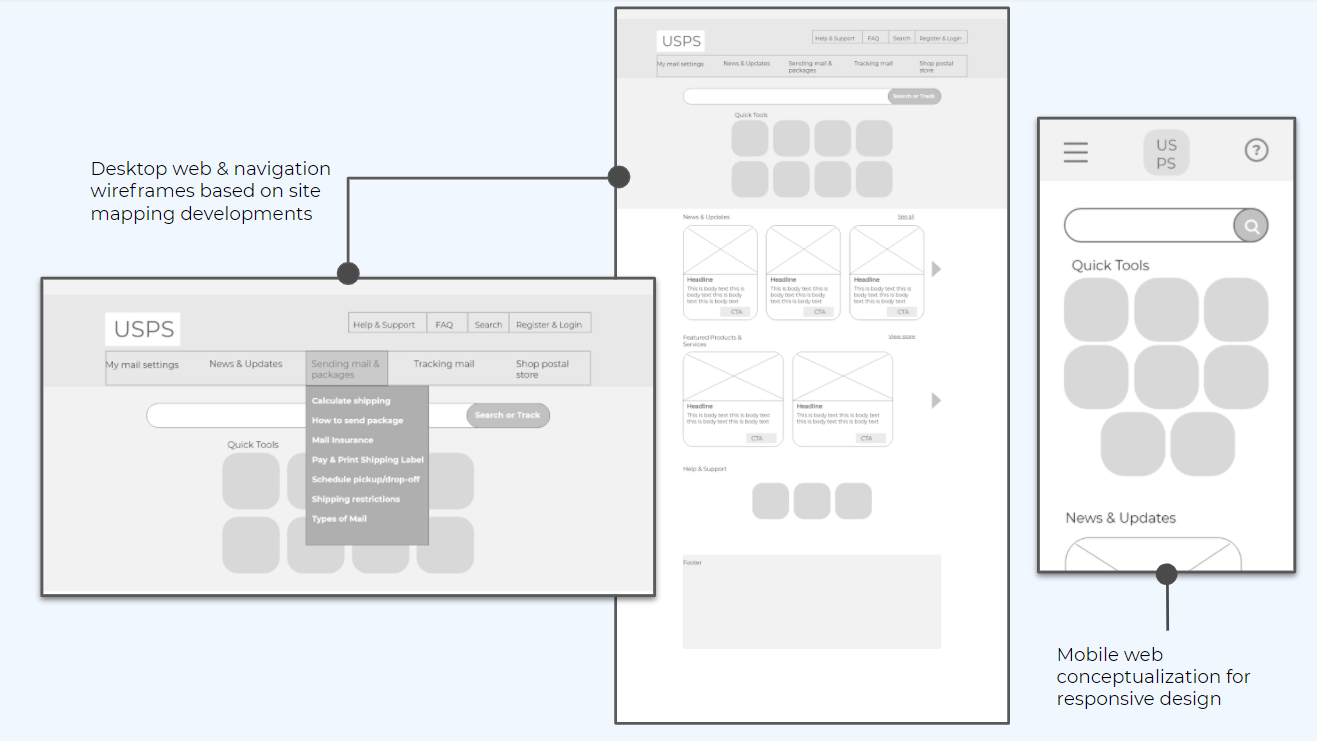 Desktop web & navigation
wireframes based on site
mapping developments
USPS
Help & Support FAQ Search Register & Login
My mail settings News & Updates Sending mail &
packages Tracking mail Shop postal
store
Search or Track
Quick Tools
Calculate shipping
How to send package
Mail Insurance
Pay & Print Shipping Label
Schedule pickup/drop-off
Shipping restrictions
Types of Mail
USPS
Help & Support FAQ Search Register & Login
My mail settings News & Updates Sending mail &
packages Tracking mail Shop postal
store
Search or Track
Quick Tools
News & Updates See all
Headline Headline Headline
This is body text this is
body text this is body
text this is body text
CTA
This is body text this is
body text this is body
text this is body text
CTA
This is body text this is
body text this is body
text this is body text
CTA
Featured Products &
Services
View store
Headline Headline
This is body text this is body text
this is body text this is body text
CTA
This is body text this is body text
this is body text this is body text
CTA
Help & Support
Footer
US
PS
?
Quick Tools
News & Updates
Mobile web
conceptualization for
responsive design